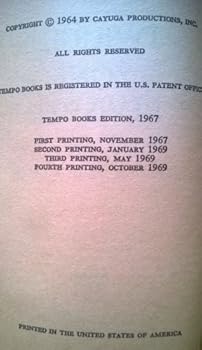 COPYRIGHT © 1964 BY CAYUGA PRODUCTIONS, INC.
ALL RIGHTS RESERVED
TEMPO BOOKS IS REGISTERED IN THE U.S. PATENT OFFIC
TEMPO BOOKS EDITION, 1967
FIRST PRINTING, NOVEMBER 1967
SECOND PRINTING, JANUARY 1969
THIRD PRINTING, MAY 1969
FOURTH PRINTING, OCTOBER 1969
PRINTED IN THE UNITED STATES OF AMERICA